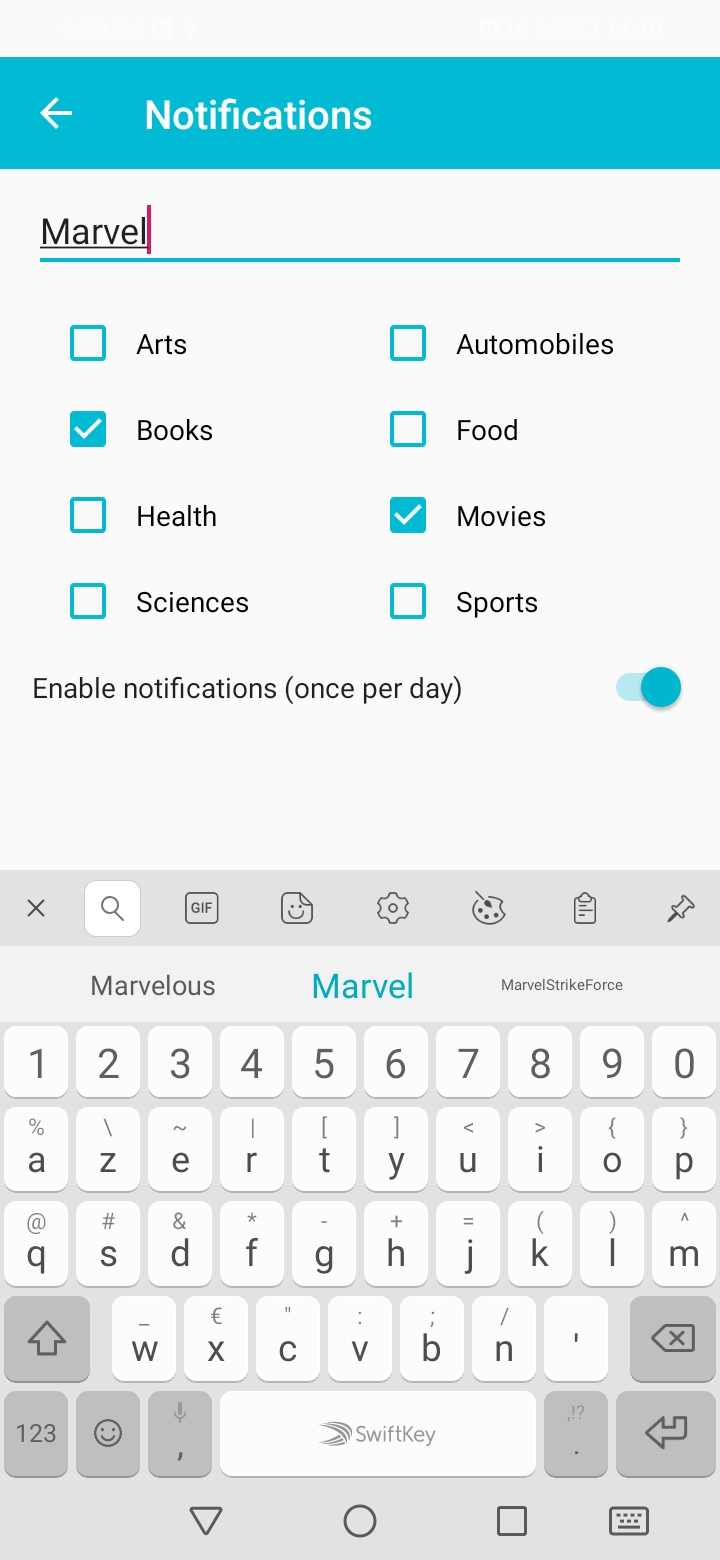 Notifications
Marvel
Arts Automobiles
Books Food
Health Movies
Sciences Sports
Enable notifications (once per day)
GIF
Marvelous Marvel MarvelStrikeForce
1 2 3 4 5 6 7 8 9 0
% \ ~ | [ ] < > { }
a z e r t y u i o p
@ # & * - + = ( ) ^
q s d f g h j k l m
_ € " : ; /
w x c v b n '
,!?
123 , SwiftKey .